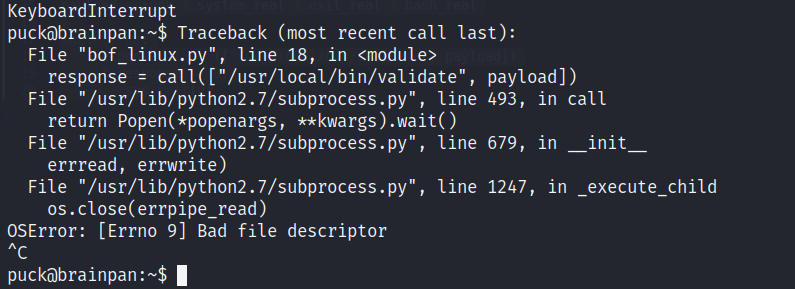 KeyboardInterrupt
puck@brainpan:~$ Traceback (most recent call last):
  File "bof_linux.py", line 18, in <module>
    response = call(["/usr/local/bin/validate", payload])
  File "/usr/lib/python2.7/subprocess.py", line 493, in call
    return Popen(*popenargs, **kwargs).wait()
  File "/usr/lib/python2.7/subprocess.py", line 679, in __init__
    errread, errwrite)
  File "/usr/lib/python2.7/subprocess.py", line 1247, in _execute_child
    os.close(errpipe_read)
OSError: [Errno 9] Bad file descriptor
^C
puck@brainpan:~$